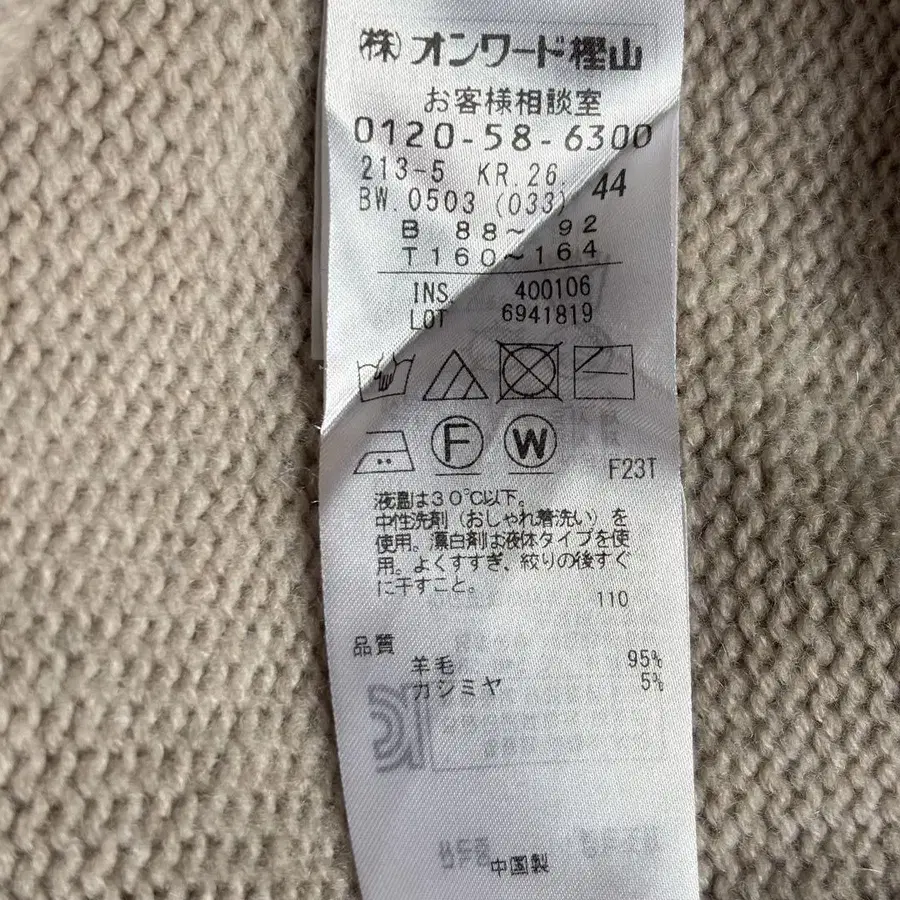 (株)オンワード樫山
お客様相談室
0120-58-6300
213-5 KR.26. 44
BW.0503 (033)
B 88～ 92
T160～164
INS. 400106
LOT 6941819
F W
F23T
液温は30℃以下。
中性洗剤（おしゃれ着洗い）を
使用。漂白剤は液体タイプを使
用。よくすすぎ、絞りの後すぐ
に干すこと。
110
品質
羊毛 95%
カシミヤ 5%
中国製